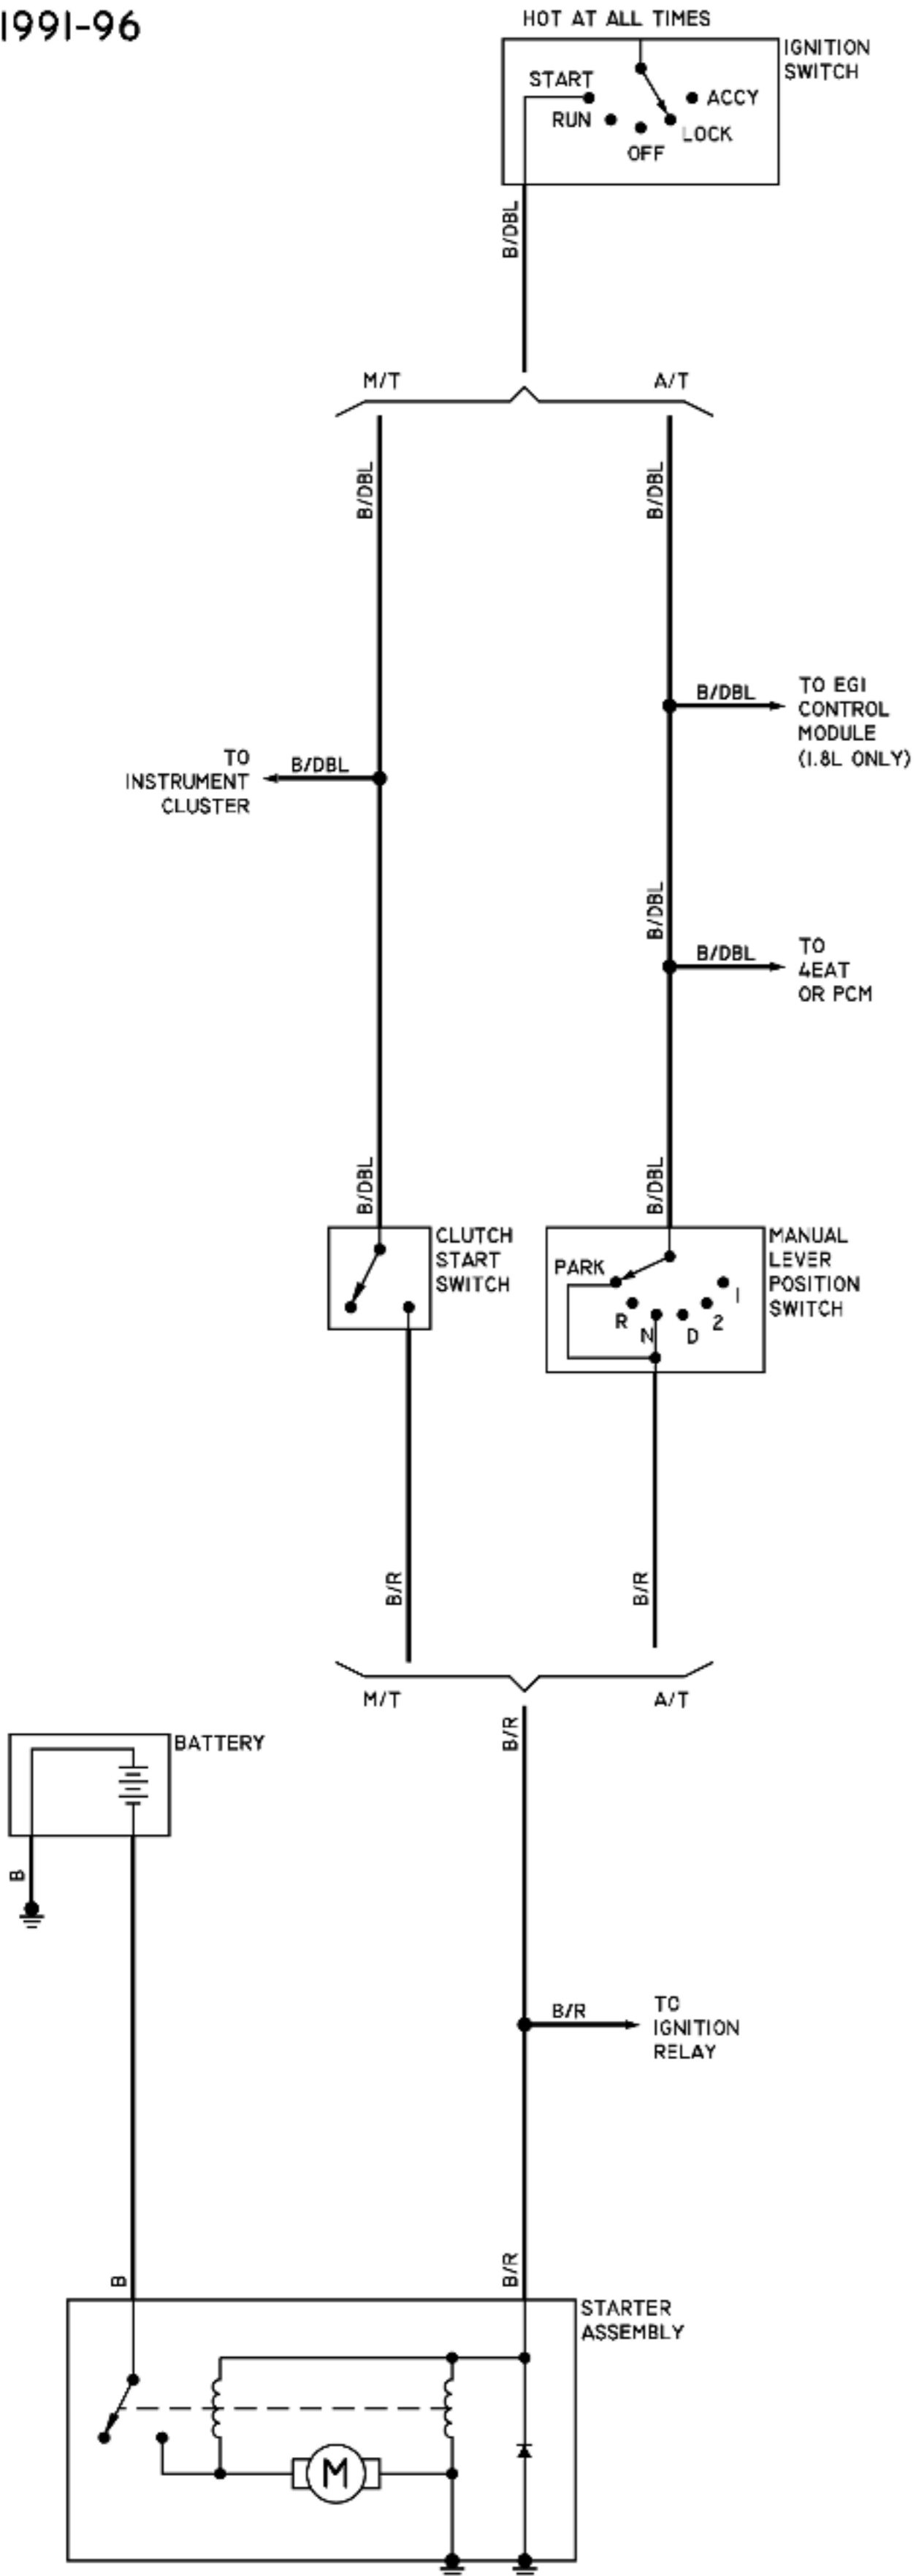 1991-96
HOT AT ALL TIMES
IGNITION
SWITCH
START
ACCY
RUN
LOCK
OFF
B/DBL
M/T
A/T
B/DBL
B/DBL
B/DBL
TO EGI
CONTROL
MODULE
(1.8L ONLY)
TO
INSTRUMENT
CLUSTER
B/DBL
B/DBL
B/DBL
TO
4EAT
OR PCM
B/DBL
B/DBL
CLUTCH
START
SWITCH
MANUAL
LEVER
POSITION
SWITCH
PARK
R
N
D
2
1
B/R
B/R
M/T
A/T
BATTERY
B/R
B
B/R
TO
IGNITION
RELAY
B
B/R
STARTER
ASSEMBLY
M